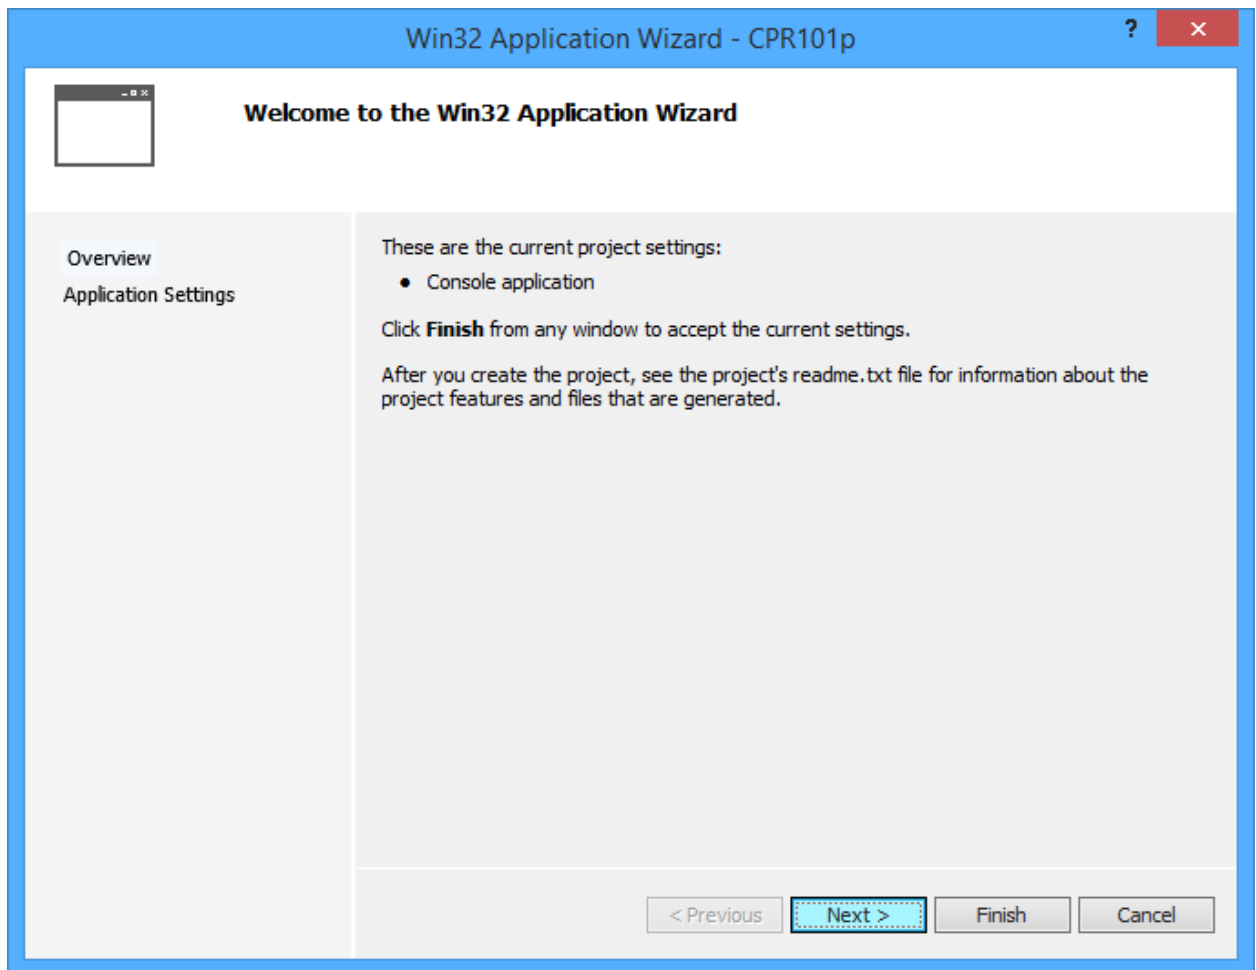 Win32 Application Wizard - CPR101p
?
Welcome to the Win32 Application Wizard
Overview
Application Settings
These are the current project settings:
• Console application
Click Finish from any window to accept the current settings.
After you create the project, see the project's readme.txt file for information about the
project features and files that are generated.
< Previous
Next >
Finish
Cancel